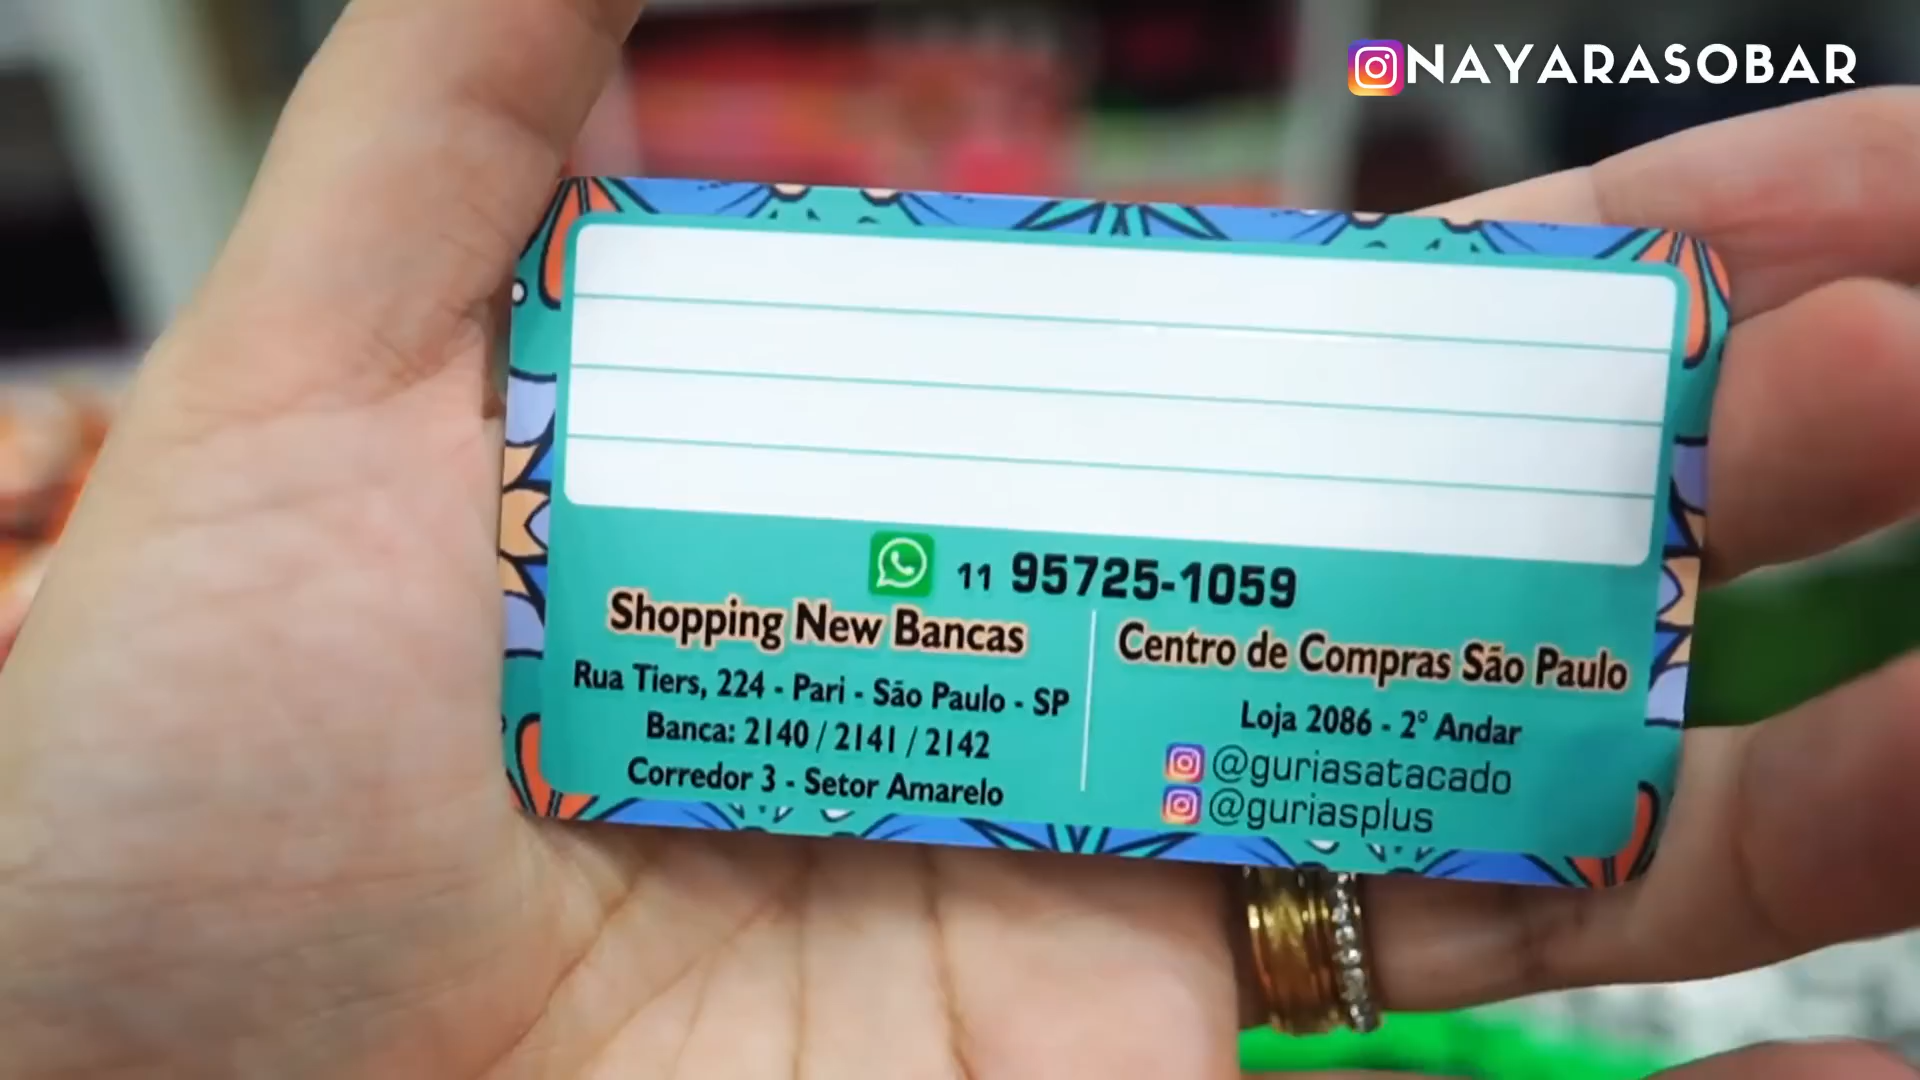 NAYARASOBAR
11 95725-1059
Shopping New Bancas
Rua Tiers, 224 - Pari - São Paulo - SP
Banca: 2140 / 2141 / 2142
Corredor 3 - Setor Amarelo
Centro de Compras São Paulo
Loja 2086 - 2º Andar
@guriasatacado
@guriasplus